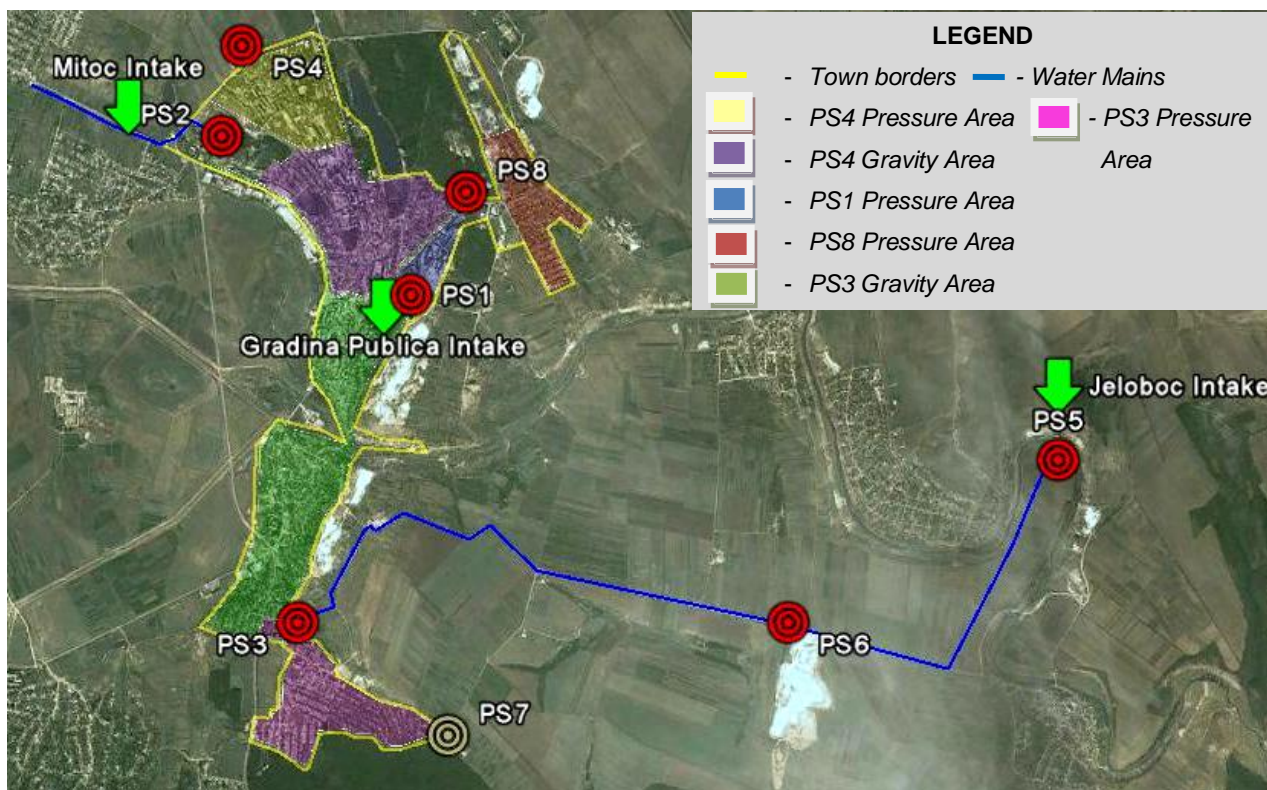 LEGEND
- Town borders - Water Mains
- PS4 Pressure Area - PS3 Pressure
Area
- PS4 Gravity Area
- PS1 Pressure Area
- PS8 Pressure Area
- PS3 Gravity Area
PS4
Mitoc Intake
PS2
PS8
PS1
Gradina Publica Intake
Jeloboc Intake
PS5
PS3
PS6
PS7